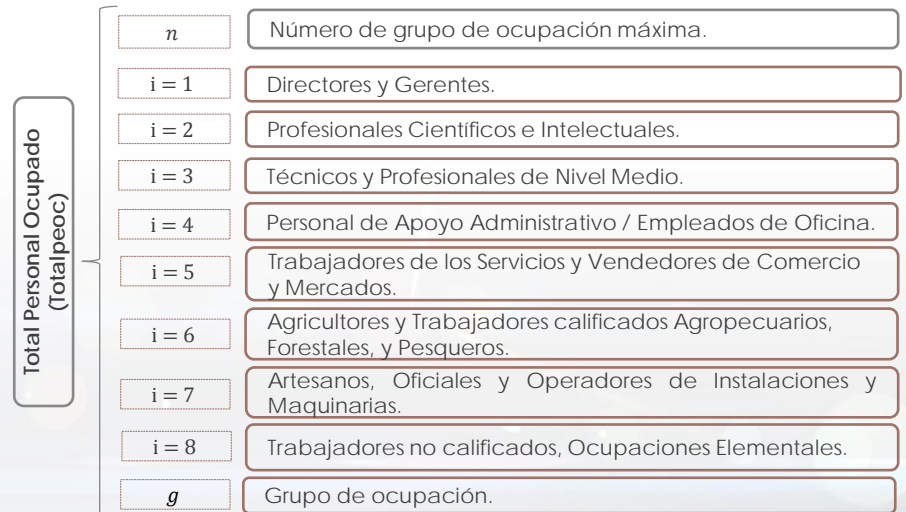 Total Personal Ocupado
(Totalpeoc)
n
Número de grupo de ocupación máxima.
i = 1
Directores y Gerentes.
i = 2
Profesionales Científicos e Intelectuales.
i = 3
Técnicos y Profesionales de Nivel Medio.
i = 4
Personal de Apoyo Administrativo / Empleados de Oficina.
i = 5
Trabajadores de los Servicios y Vendedores de Comercio
y Mercados.
i = 6
Agricultores y Trabajadores calificados Agropecuarios,
Forestales, y Pesqueros.
i = 7
Artesanos, Oficiales y Operadores de Instalaciones y
Maquinarias.
i = 8
Trabajadores no calificados, Ocupaciones Elementales.
g
Grupo de ocupación.